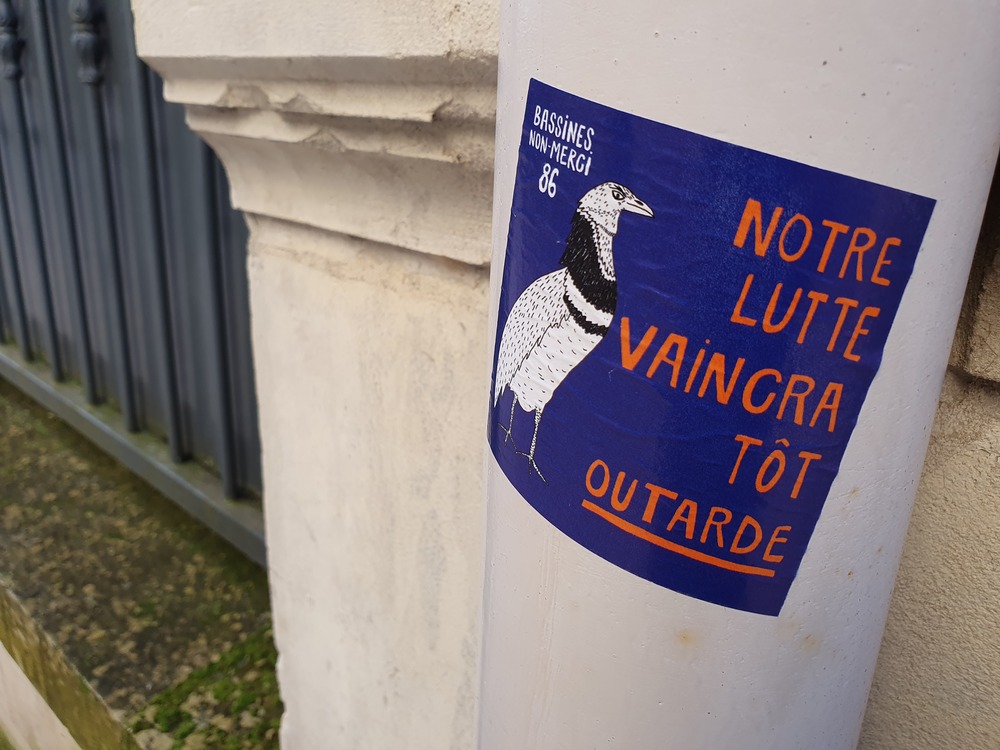 BASSiNES
NON-MERCi
86
NOTRE
LUTTE
VAiNCRA
TÔT
OUTARDE